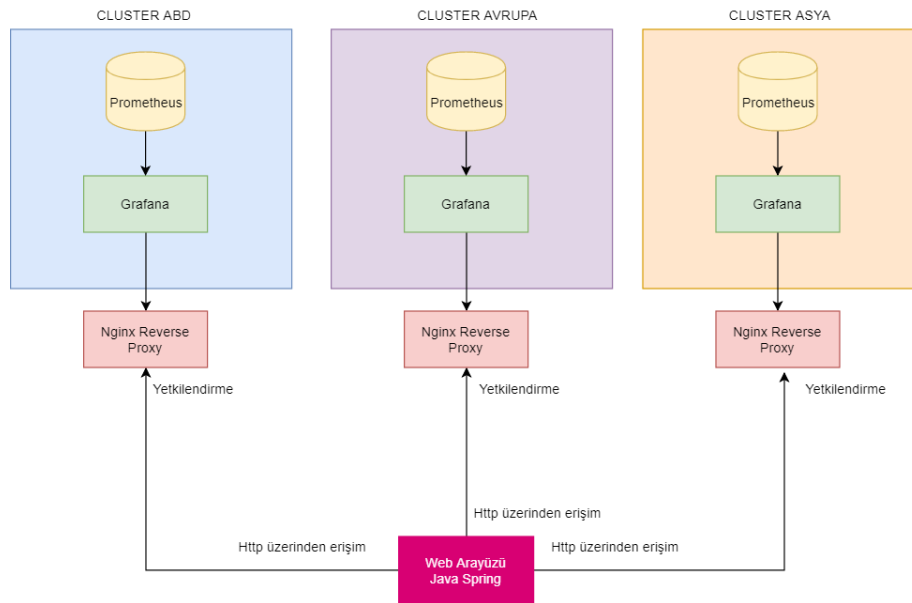 CLUSTER ABD
CLUSTER AVRUPA
CLUSTER ASYA
Prometheus
Prometheus
Prometheus
Grafana
Grafana
Grafana
Nginx Reverse
Proxy
Nginx Reverse
Proxy
Nginx Reverse
Proxy
Yetkilendirme
Yetkilendirme
Yetkilendirme
Http üzerinden erişim
Http üzerinden erişim
Http üzerinden erişim
Web Arayüzü
Java Spring